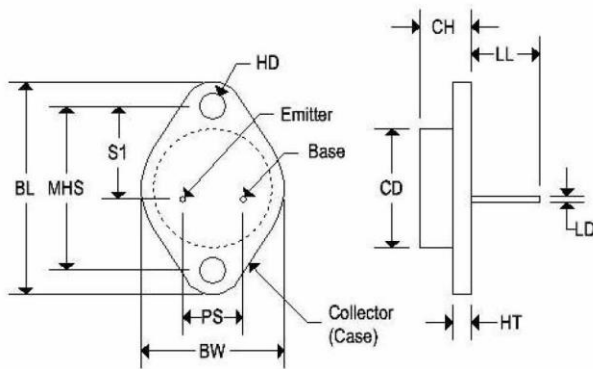 CH
LL
HD
Emitter
S1
Base
BL
MHS
CD
LD
PS
Collector
(Case)
HT
BW